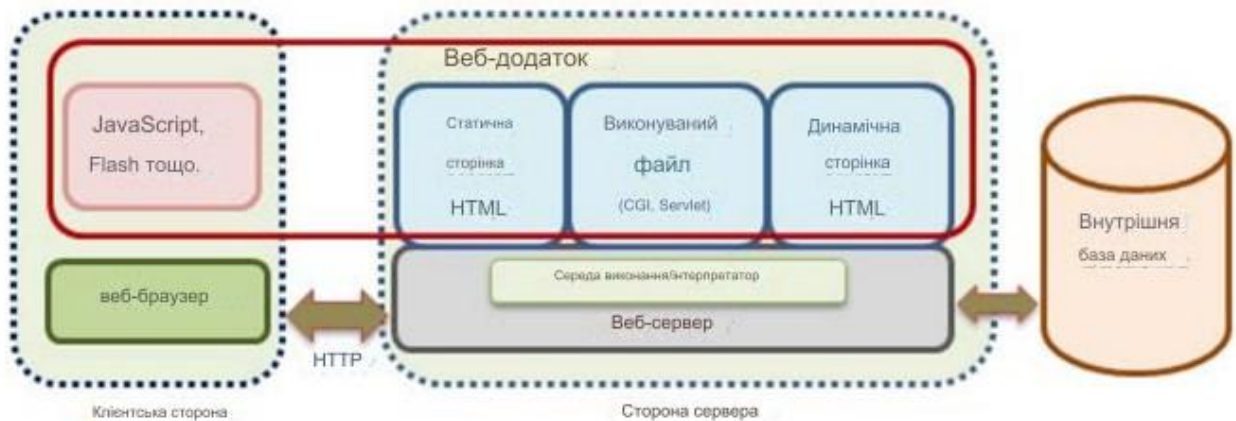 Веб-додаток
JavaScript,
Flash тощо.
Статична
сторінка
HTML
Виконуваний
файл
(CGI, Servlet)
Динамічна
сторінка
HTML
Внутрішня
база даних
веб-браузер
Середа виконання/інтерпретатор
Веб-сервер
HTTP
Клієнтська сторона
Сторона сервера